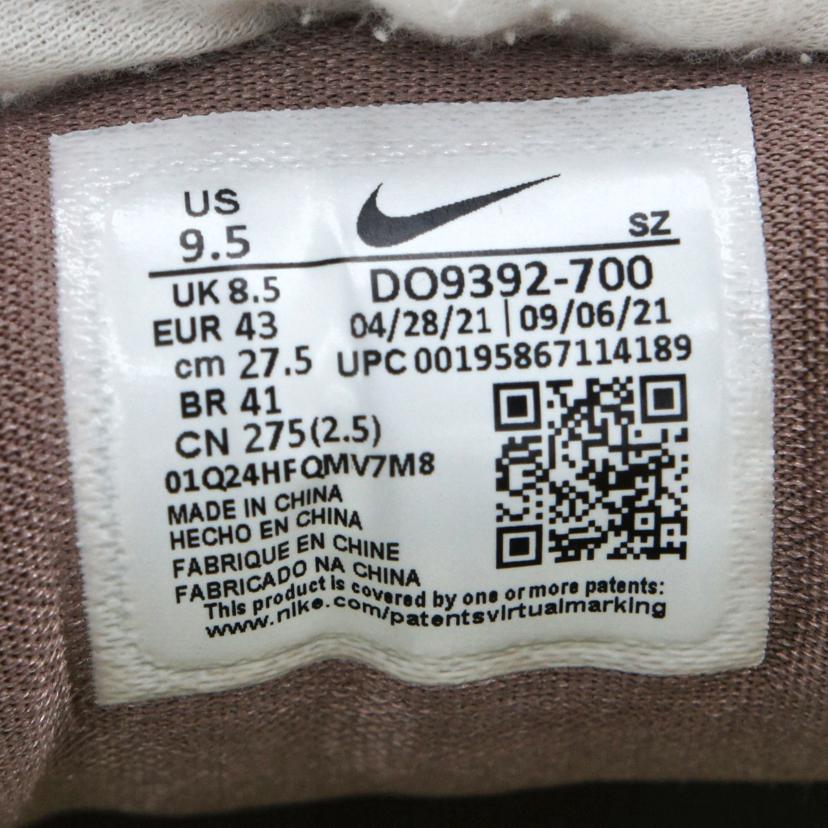 US
9.5
SZ
UK 8.5
DO9392-700
EUR 43
04/28/21 | 09/06/21
cm 27.5
UPC 00195867114189
BR 41
CN 275(2.5)
01Q24HFQMV7M8
MADE IN CHINA
HECHO EN CHINA
FABRIQUE EN CHINE
FABRICADO NA CHINA
This product is covered by one or more patents:
www.nike.com/patentsvirtualmarking